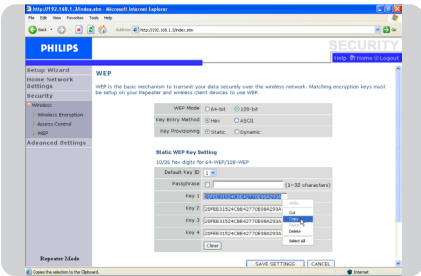 http://192.168.1.3/index.stm - Microsoft Internet Explorer
File Edit View Favorites Tools Help
Back
Address http://192.168.1.3/index.stm Go
PHILIPS
SECURITY
Help Home Logout
Setup Wizard
Home Network Settings
Security
Wireless
Wireless Encryption
Access Control
WEP
Advanced Settings
Repeater Mode
WEP
WEP is the basic mechanism to transmit your data securely over the wireless network. Matching encryption keys must
be setup on your Repeater and wireless client devices to use WEP.
WEP Mode 64-bit 128-bit
Key Entry Method Hex ASCII
Key Provisioning Static Dynamic
Static WEP Key Setting
10/26 hex digits for 64-WEP/128-WEP
Default Key ID 1
Passphrase (1~32 characters)
Key 1
Key 2
Key 3
Key 4
Clear
Undo
Cut
Copy
Paste
Delete
Select All
SAVE SETTINGS CANCEL
Copies the selection to the Clipboard.
Internet